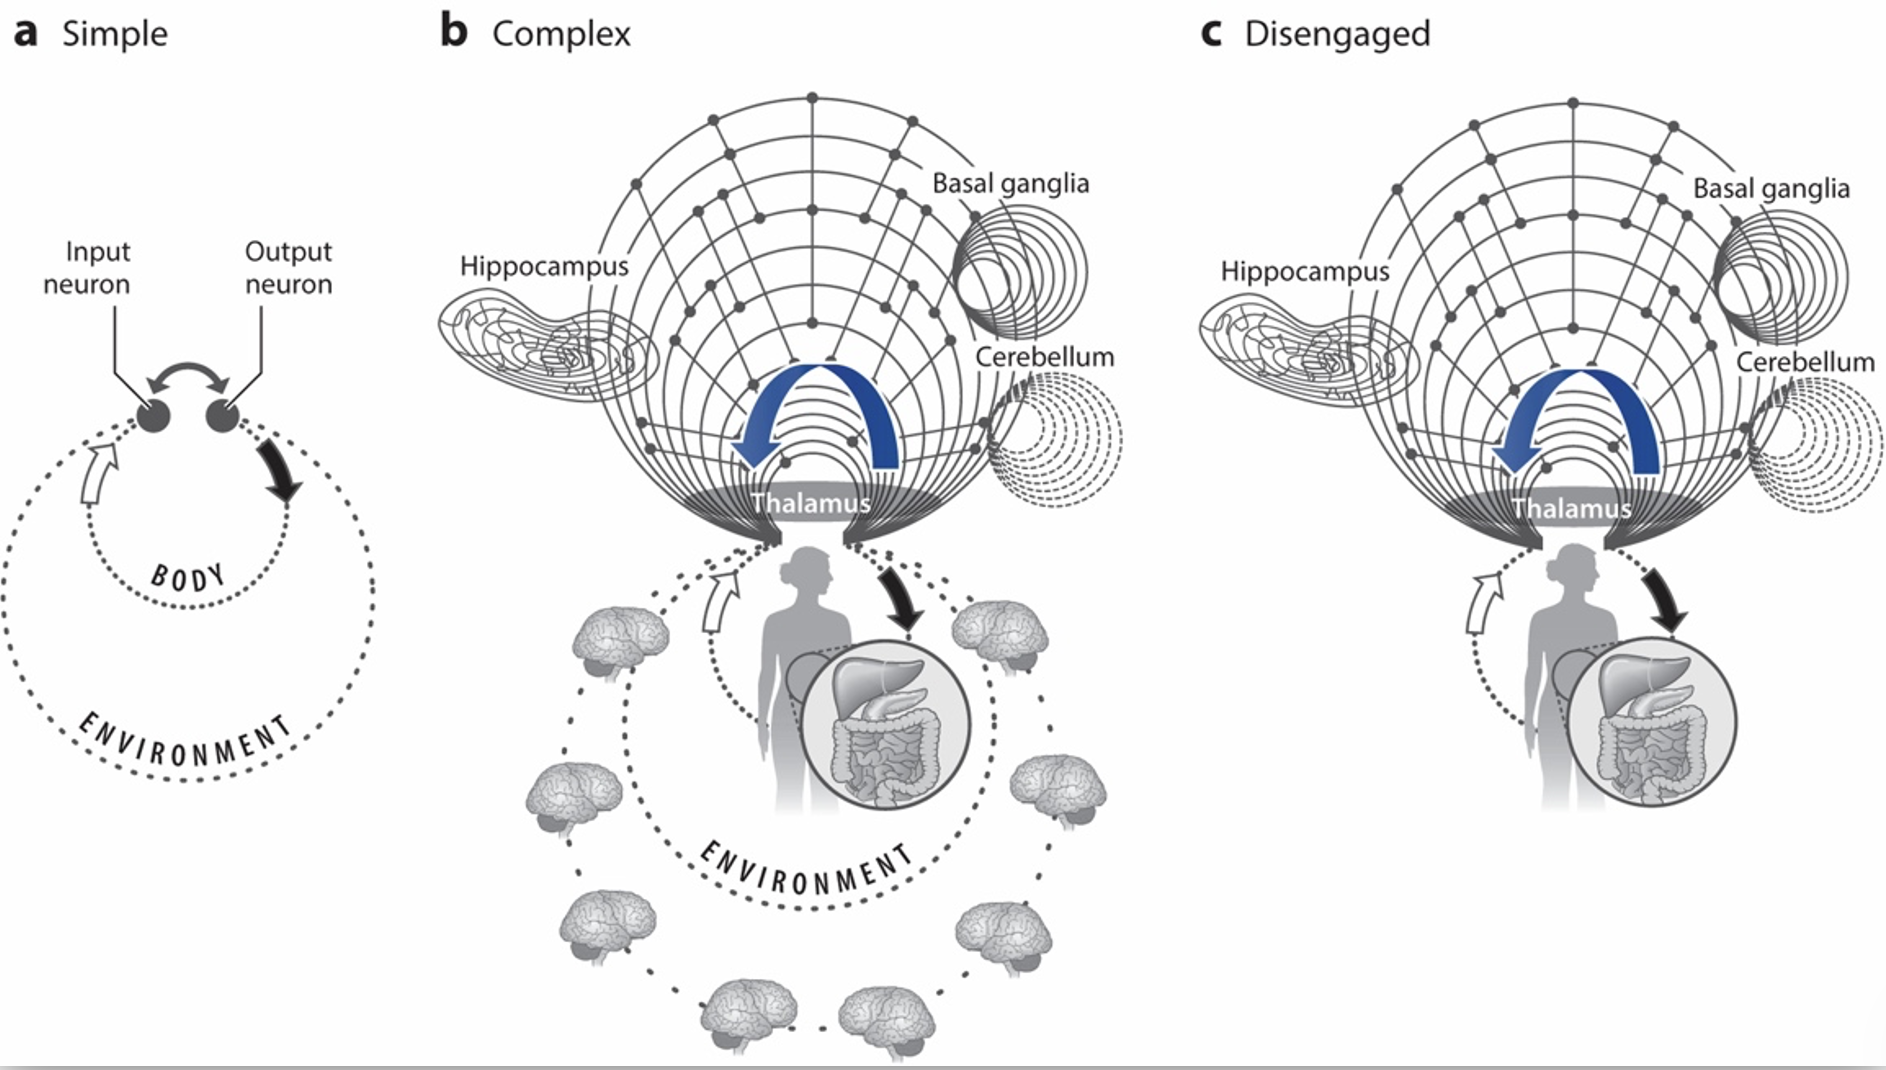 a Simple
Input
neuron
Output
neuron
BODY
ENVIRONMENT
b Complex
Basal ganglia
Hippocampus
Cerebellum
Thalamus
ENVIRONMENT
c Disengaged
Basal ganglia
Hippocampus
Cerebellum
Thalamus